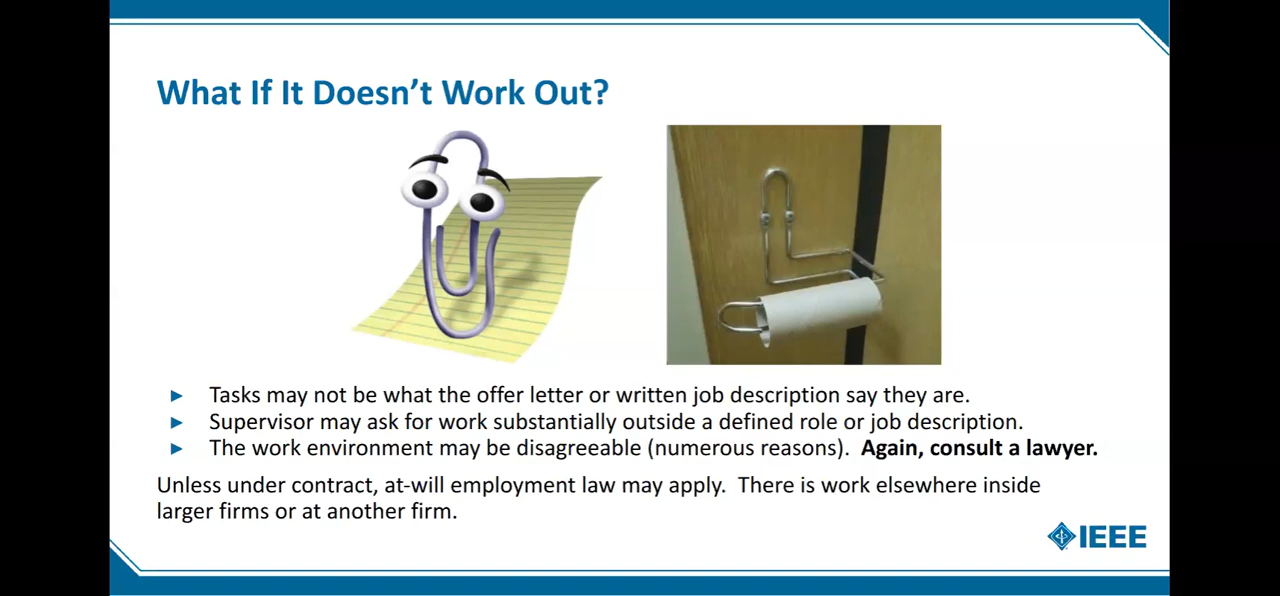 What If It Doesn’t Work Out?
► Tasks may not be what the offer letter or written job description say they are.
► Supervisor may ask for work substantially outside a defined role or job description.
► The work environment may be disagreeable (numerous reasons). Again, consult a lawyer.
Unless under contract, at-will employment law may apply. There is work elsewhere inside
larger firms or at another firm.
IEEE